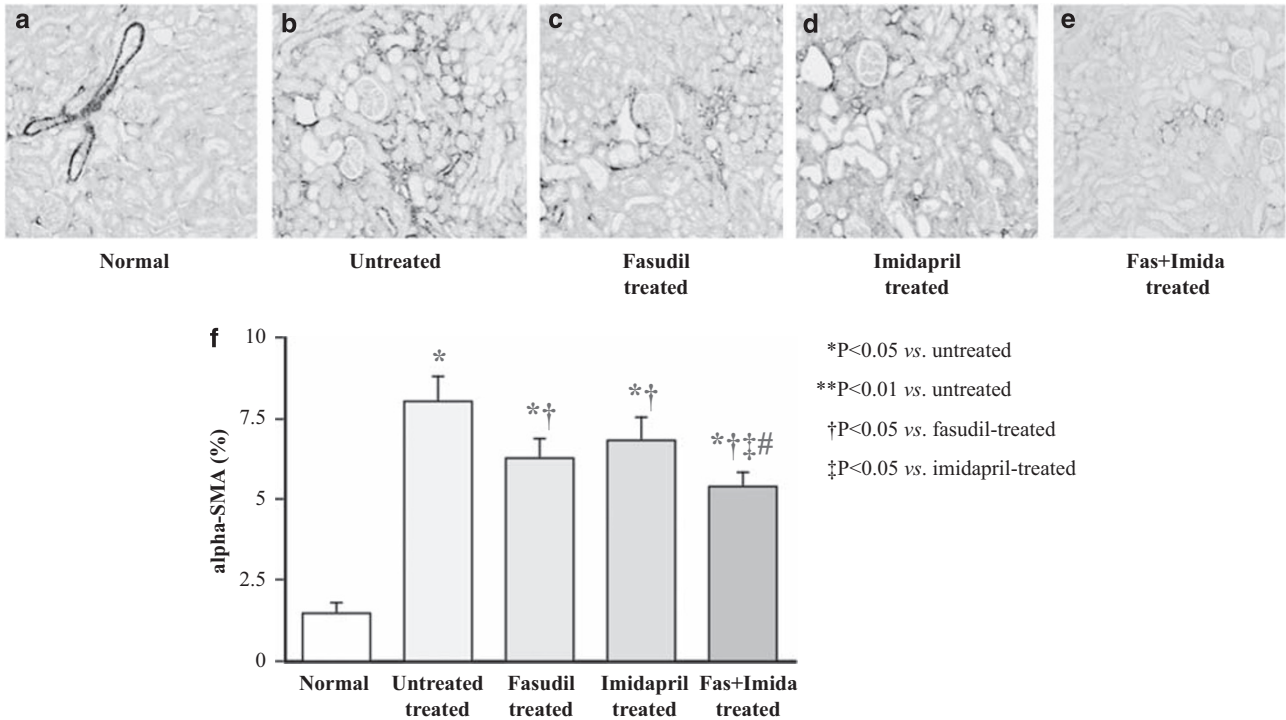 a
b
c
d
e
Normal
Untreated
Fasudil
treated
Imidapril
treated
Fas+Imida
treated
f
alpha-SMA (%)
10
7.5
5
2.5
0
*
*†
*†
*†‡#
Normal
Untreated
treated
Fasudil
treated
Imidapril
treated
Fas+Imida
treated
*P<0.05 vs. untreated
**P<0.01 vs. untreated
†P<0.05 vs. fasudil-treated
‡P<0.05 vs. imidapril-treated